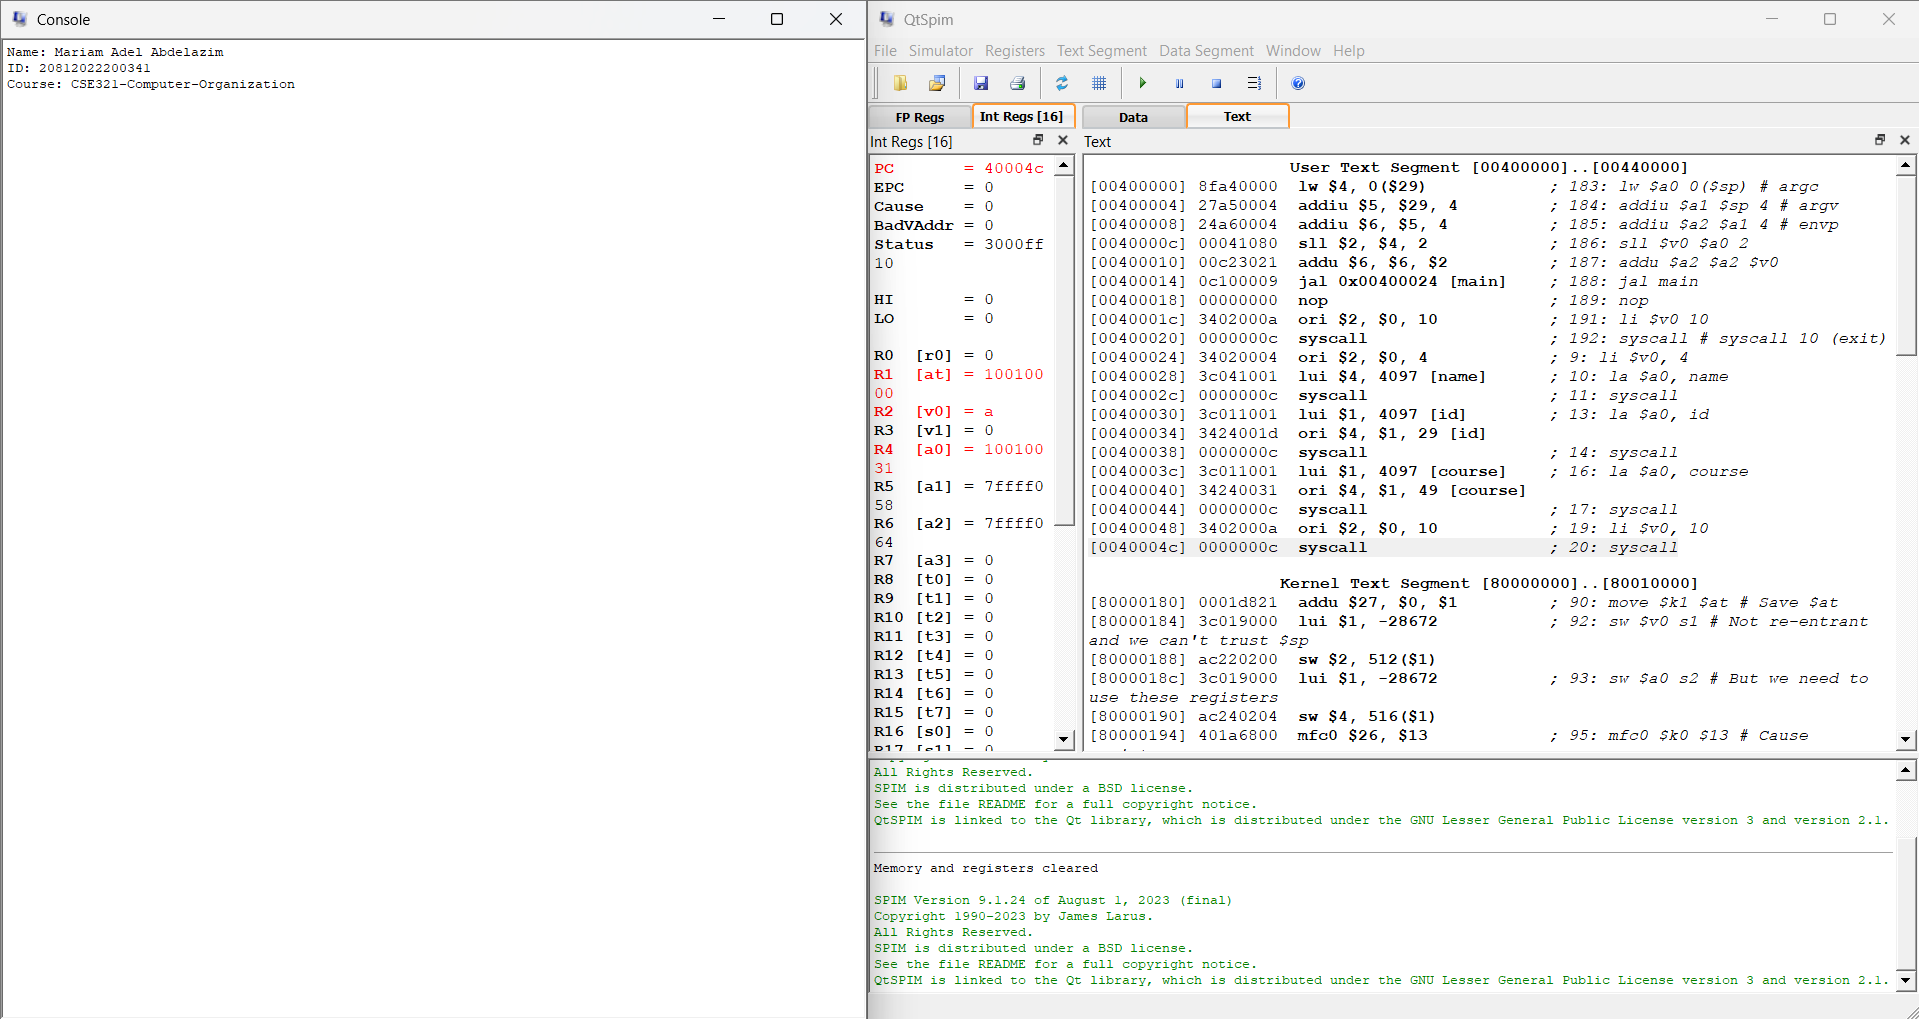 Console
Name: Mariam Adel Abdelazim
ID: 20812022200341
Course: CSE321-Computer-Organization
QtSpim
File Simulator Registers Text Segment Data Segment Window Help
FP Regs Int Regs [16] Data Text
Int Regs [16]
PC = 40004c
EPC = 0
Cause = 0
BadVAddr = 0
Status = 3000ff
10
HI = 0
LO = 0
R0 [r0] = 0
R1 [at] = 100100
00
R2 [v0] = a
R3 [v1] = 0
R4 [a0] = 100100
31
R5 [a1] = 7ffff0
58
R6 [a2] = 7ffff0
64
R7 [a3] = 0
R8 [t0] = 0
R9 [t1] = 0
R10 [t2] = 0
R11 [t3] = 0
R12 [t4] = 0
R13 [t5] = 0
R14 [t6] = 0
R15 [t7] = 0
R16 [s0] = 0
R17 [s1] = 0
Text
User Text Segment [00400000]..[00440000]
[00400000] 8fa40000 lw $4, 0($29) ; 183: lw $a0 0($sp) # argc
[00400004] 27a50004 addiu $5, $29, 4 ; 184: addiu $a1 $sp 4 # argv
[00400008] 24a60004 addiu $6, $5, 4 ; 185: addiu $a2 $a1 4 # envp
[0040000c] 00041080 sll $2, $4, 2 ; 186: sll $v0 $a0 2
[00400010] 00c23021 addu $6, $6, $2 ; 187: addu $a2 $a2 $v0
[00400014] 0c100009 jal 0x00400024 [main] ; 188: jal main
[00400018] 00000000 nop ; 189: nop
[0040001c] 3402000a ori $2, $0, 10 ; 191: li $v0 10
[00400020] 0000000c syscall ; 192: syscall # syscall 10 (exit)
[00400024] 34020004 ori $2, $0, 4 ; 9: li $v0, 4
[00400028] 3c041001 lui $4, 4097 [name] ; 10: la $a0, name
[0040002c] 0000000c syscall ; 11: syscall
[00400030] 3c011001 lui $1, 4097 [id] ; 13: la $a0, id
[00400034] 3424001d ori $4, $1, 29 [id]
[00400038] 0000000c syscall ; 14: syscall
[0040003c] 3c011001 lui $1, 4097 [course] ; 16: la $a0, course
[00400040] 34240031 ori $4, $1, 49 [course]
[00400044] 0000000c syscall ; 17: syscall
[00400048] 3402000a ori $2, $0, 10 ; 19: li $v0, 10
[0040004c] 0000000c syscall ; 20: syscall
Kernel Text Segment [80000000]..[80010000]
[80000180] 0001d821 addu $27, $0, $1 ; 90: move $k1 $at # Save $at
[80000184] 3c019000 lui $1, -28672 ; 92: sw $v0 s1 # Not re-entrant
and we can't trust $sp
[80000188] ac220200 sw $2, 512($1)
[8000018c] 3c019000 lui $1, -28672 ; 93: sw $a0 s2 # But we need to
use these registers
[80000190] ac240204 sw $4, 516($1)
[80000194] 401a6800 mfc0 $26, $13 ; 95: mfc0 $k0 $13 # Cause
All Rights Reserved.
SPIM is distributed under a BSD license.
See the file README for a full copyright notice.
QtSPIM is linked to the Qt library, which is distributed under the GNU Lesser General Public License version 3 and version 2.1.
Memory and registers cleared
SPIM Version 9.1.24 of August 1, 2023 (final)
Copyright 1990-2023 by James Larus.
All Rights Reserved.
SPIM is distributed under a BSD license.
See the file README for a full copyright notice.
QtSPIM is linked to the Qt library, which is distributed under the GNU Lesser General Public License version 3 and version 2.1.